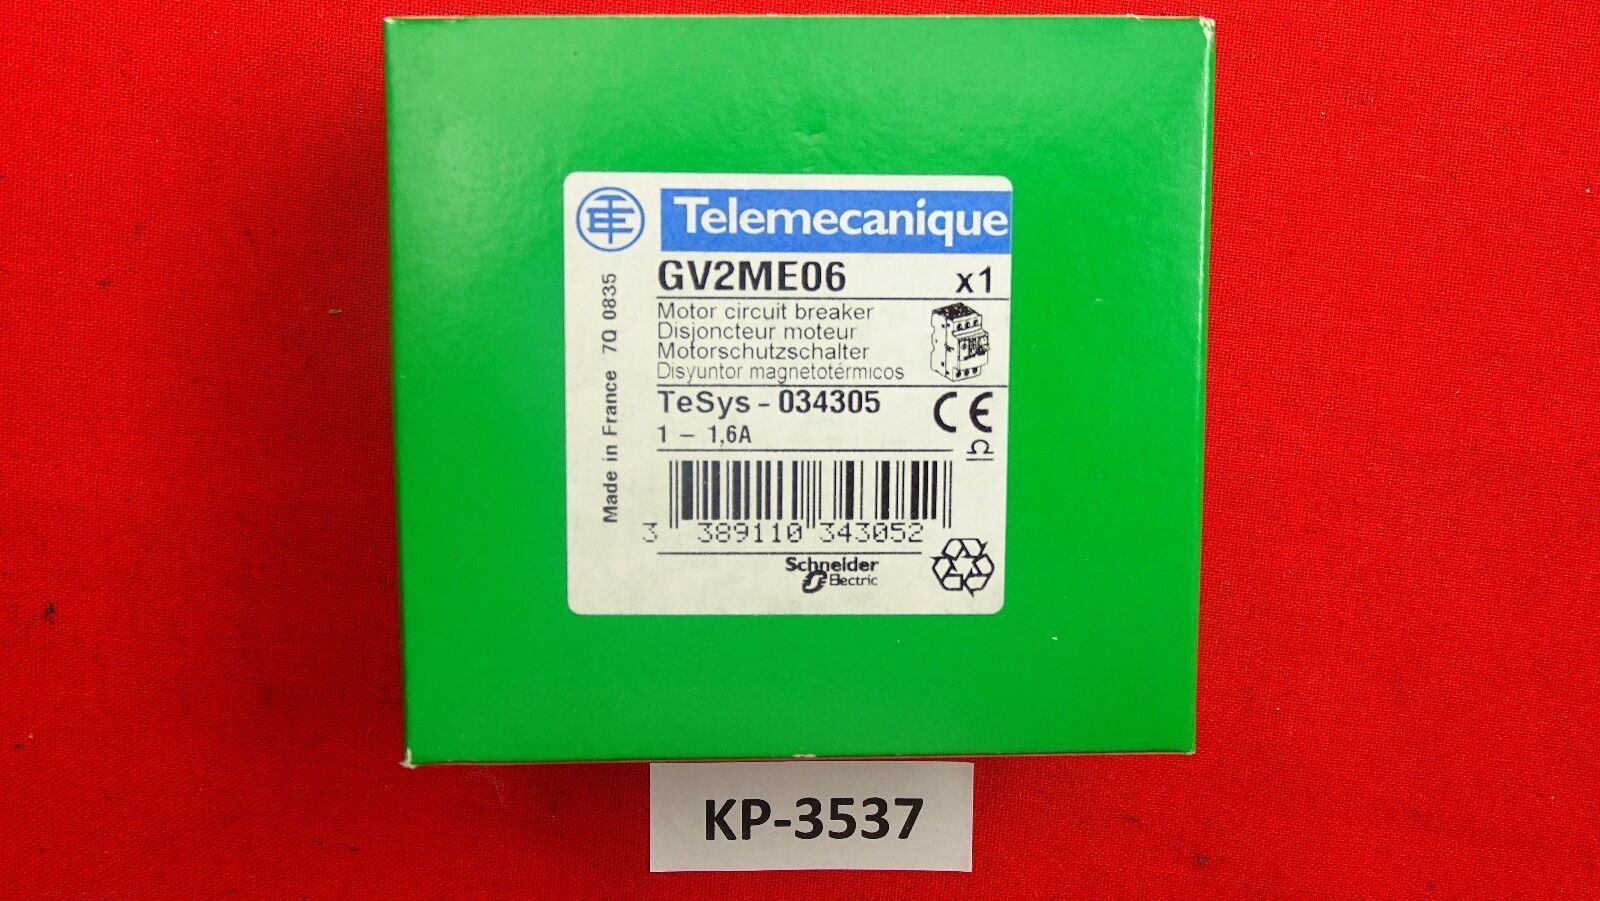 Telemecanique
GV2ME06 x1
Motor circuit breaker
Disjoncteur moteur
Motorschutzschalter
Disyuntor magnetotérmicos
TeSys - 034305
1 - 1,6A
CE
Made in France 7Q 0835
3 389110 343052
Schneider
Electric
KP-3537